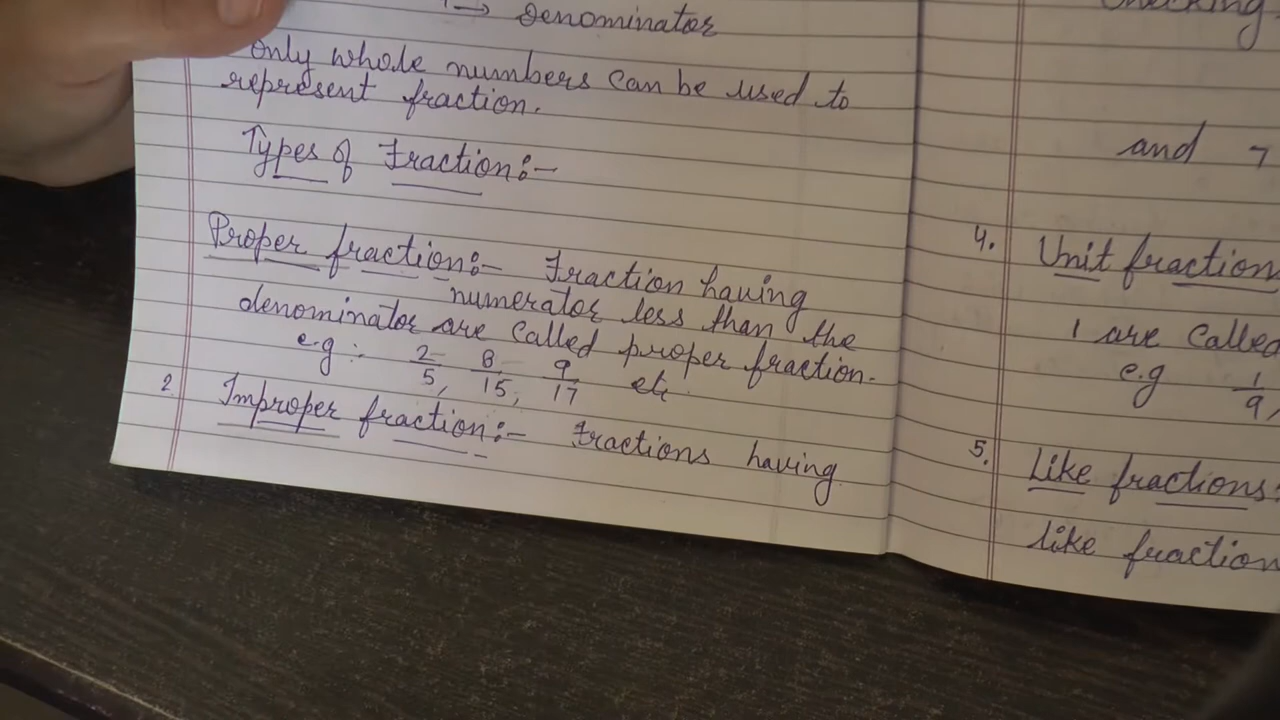 → Denominator
Only whole numbers can be used to
represent fraction.
Types of Fraction:-
Proper fraction:- Fraction having
numerator less than the
denominator are called proper fraction.
e.g:- 2/5, 8/15, 9/17 etc
2. Improper fraction:- Fractions having
and 7
4. Unit fraction
1 are called
e.g 1/9,
5. Like fractions:
like fraction